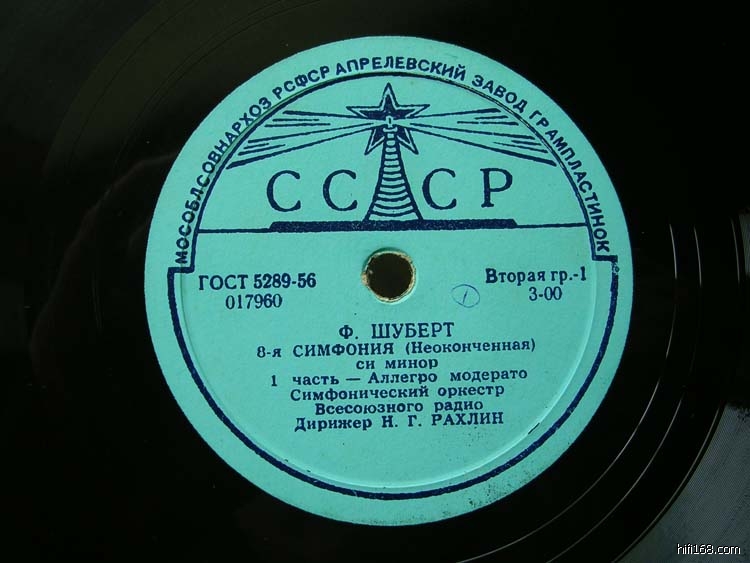 МОСОБЛСОВНАРХОЗ РСФСР АПРЕЛЕВСКИЙ ЗАВОД ГРАМПЛАСТИНОК
СССР
ГОСТ 5289-56
017960
Вторая гр.-1
3-00
1
Ф. ШУБЕРТ
8-я СИМФОНИЯ (Неоконченная)
си минор
1 часть — Аллегро модерато
Симфонический оркестр
Всесоюзного радио
Дирижер Н. Г. РАХЛИН
hifi168.com